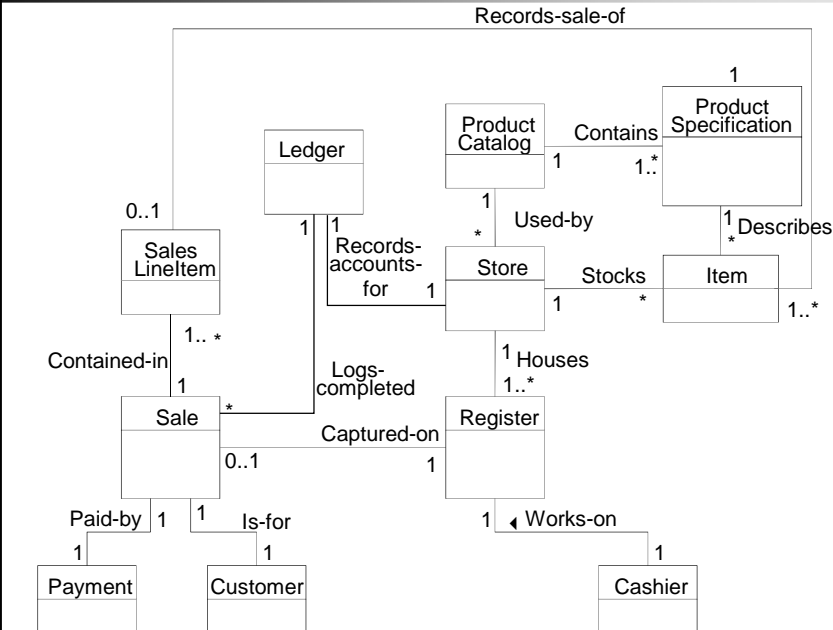 Records-sale-of
1
Product
Specification
Product
Catalog
Contains
1
1..*
Ledger
0..1
1
1
1
Used-by
*
1
*
Describes
Sales
LineItem
Records-
accounts-
for
1
Store
Stocks
1
*
Item
1..*
1.. *
Contained-in
1
1
Houses
1..*
Logs-
completed
*
Sale
Captured-on
0..1
1
Register
Paid-by
1
1
Is-for
1
◄ Works-on
1
1
1
Payment
Customer
Cashier